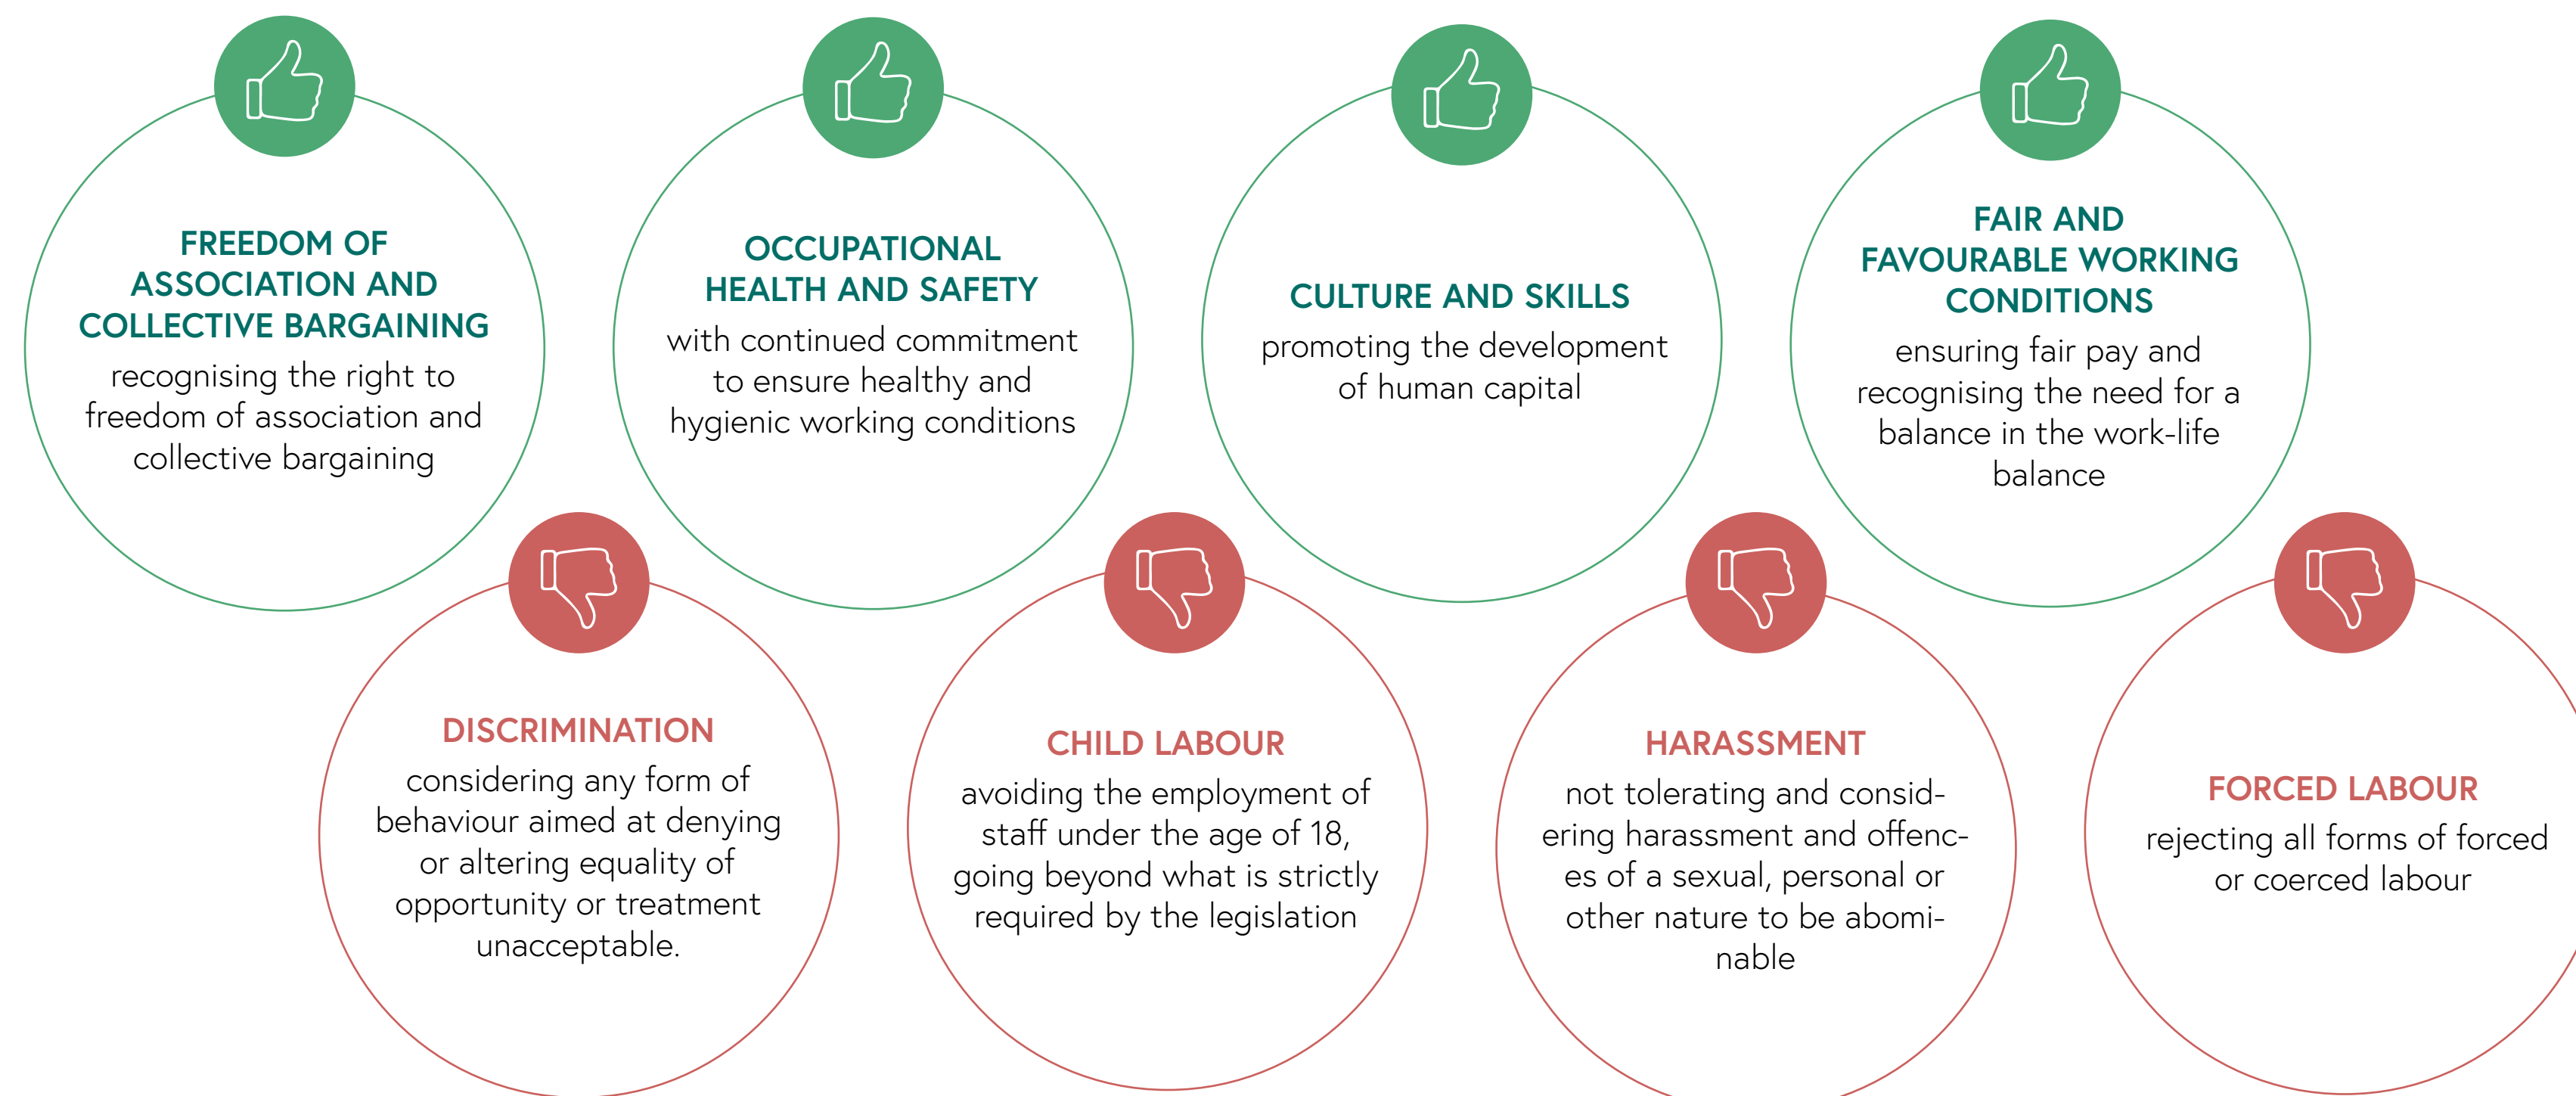 FREEDOM OF
ASSOCIATION AND
COLLECTIVE BARGAINING
recognising the right to
freedom of association and
collective bargaining
OCCUPATIONAL
HEALTH AND SAFETY
with continued commitment
to ensure healthy and
hygienic working conditions
CULTURE AND SKILLS
promoting the development
of human capital
FAIR AND
FAVOURABLE WORKING
CONDITIONS
ensuring fair pay and
recognising the need for a
balance in the work-life
balance
DISCRIMINATION
considering any form of
behaviour aimed at denying
or altering equality of
opportunity or treatment
unacceptable.
CHILD LABOUR
avoiding the employment of
staff under the age of 18,
going beyond what is strictly
required by the legislation
HARASSMENT
not tolerating and consid-
ering harassment and offenc-
es of a sexual, personal or
other nature to be abomi-
nable
FORCED LABOUR
rejecting all forms of forced
or coerced labour